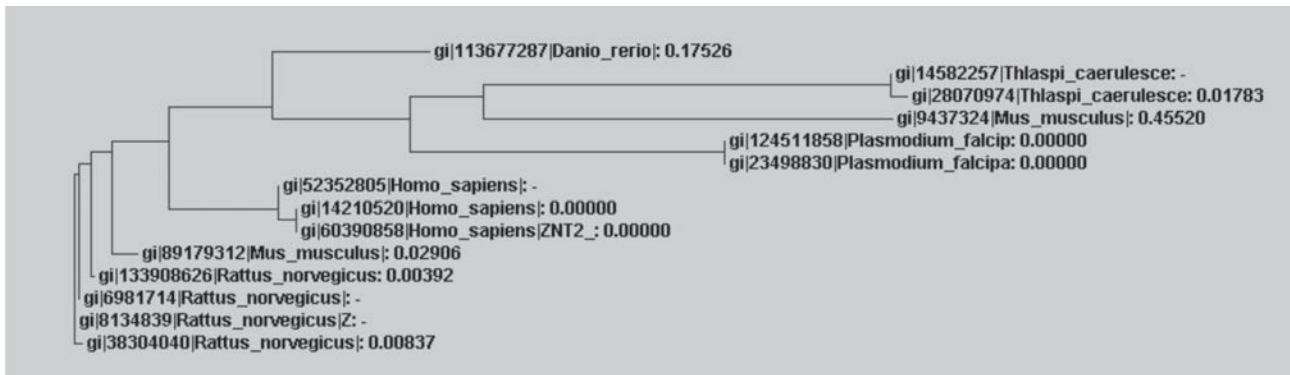 gi|113677287|Danio_rerio|: 0.17526
gi|14582257|Thlaspi_caerulesce: -
gi|28070974|Thlaspi_caerulesce: 0.01783
gi|9437324|Mus_musculus|: 0.45520
gi|124511858|Plasmodium_falcip: 0.00000
gi|23498830|Plasmodium_falcipa: 0.00000
gi|52352805|Homo_sapiens|: -
gi|14210520|Homo_sapiens|: 0.00000
gi|60390858|Homo_sapiens|ZNT2_: 0.00000
gi|89179312|Mus_musculus|: 0.02906
gi|133908626|Rattus_norvegicus: 0.00392
gi|6981714|Rattus_norvegicus|: -
gi|8134839|Rattus_norvegicus|Z: -
gi|38304040|Rattus_norvegicus|: 0.00837